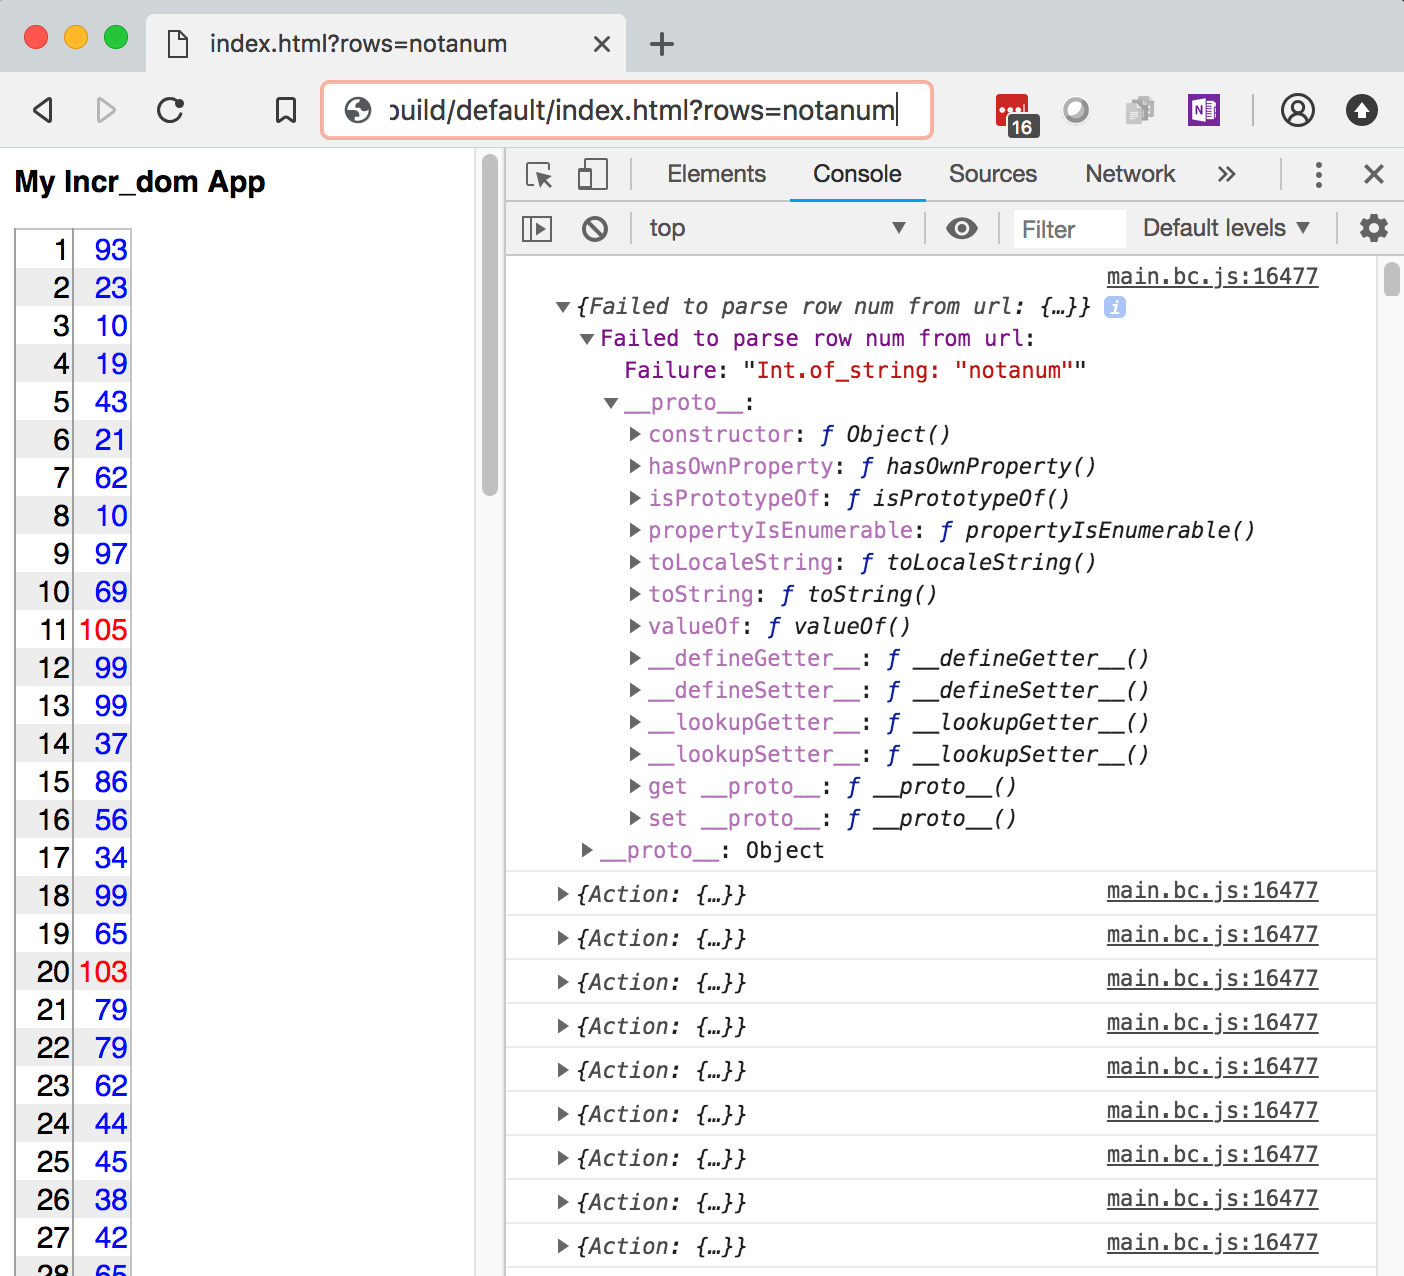 index.html?rows=notanum
build/default/index.html?rows=notanum
16
N
My Incr_dom App
1 93
2 23
3 10
4 19
5 43
6 21
7 62
8 10
9 97
10 69
11 105
12 99
13 99
14 37
15 86
16 56
17 34
18 99
19 65
20 103
21 79
22 79
23 62
24 44
25 45
26 38
27 42
28 65
Elements Console Sources Network »
top Filter Default levels
main.bc.js:16477
{Failed to parse row num from url: {…}} i
Failed to parse row num from url:
Failure: "Int.of_string: "notanum""
__proto__:
constructor: ƒ Object()
hasOwnProperty: ƒ hasOwnProperty()
isPrototypeOf: ƒ isPrototypeOf()
propertyIsEnumerable: ƒ propertyIsEnumerable()
toLocaleString: ƒ toLocaleString()
toString: ƒ toString()
valueOf: ƒ valueOf()
__defineGetter__: ƒ __defineGetter__()
__defineSetter__: ƒ __defineSetter__()
__lookupGetter__: ƒ __lookupGetter__()
__lookupSetter__: ƒ __lookupSetter__()
get __proto__: ƒ __proto__()
set __proto__: ƒ __proto__()
__proto__: Object
{Action: {…}} main.bc.js:16477
{Action: {…}} main.bc.js:16477
{Action: {…}} main.bc.js:16477
{Action: {…}} main.bc.js:16477
{Action: {…}} main.bc.js:16477
{Action: {…}} main.bc.js:16477
{Action: {…}} main.bc.js:16477
{Action: {…}} main.bc.js:16477
{Action: {…}} main.bc.js:16477